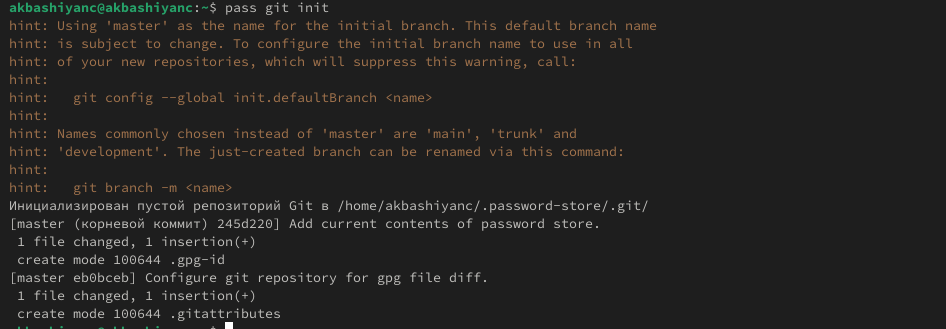 akbashiyanc@akbashiyanc:~$ pass git init
hint: Using 'master' as the name for the initial branch. This default branch name
hint: is subject to change. To configure the initial branch name to use in all
hint: of your new repositories, which will suppress this warning, call:
hint:
hint:   git config --global init.defaultBranch <name>
hint:
hint: Names commonly chosen instead of 'master' are 'main', 'trunk' and
hint: 'development'. The just-created branch can be renamed via this command:
hint:
hint:   git branch -m <name>
Инициализирован пустой репозиторий Git в /home/akbashiyanc/.password-store/.git/
[master (корневой коммит) 245d220] Add current contents of password store.
 1 file changed, 1 insertion(+)
 create mode 100644 .gpg-id
[master eb0bceb] Configure git repository for gpg file diff.
 1 file changed, 1 insertion(+)
 create mode 100644 .gitattributes